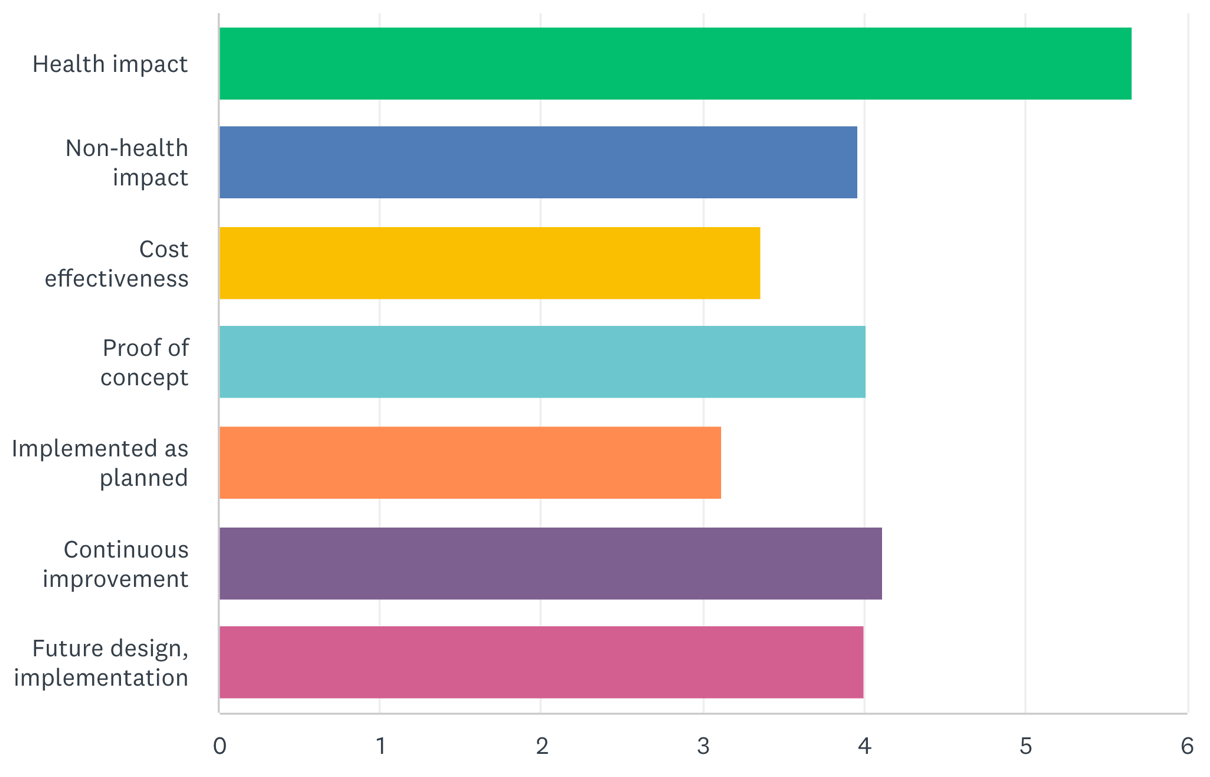 Health impact
Non-health
impact
Cost
effectiveness
Proof of
concept
Implemented as
planned
Continuous
improvement
Future design,
implementation
0 1 2 3 4 5 6